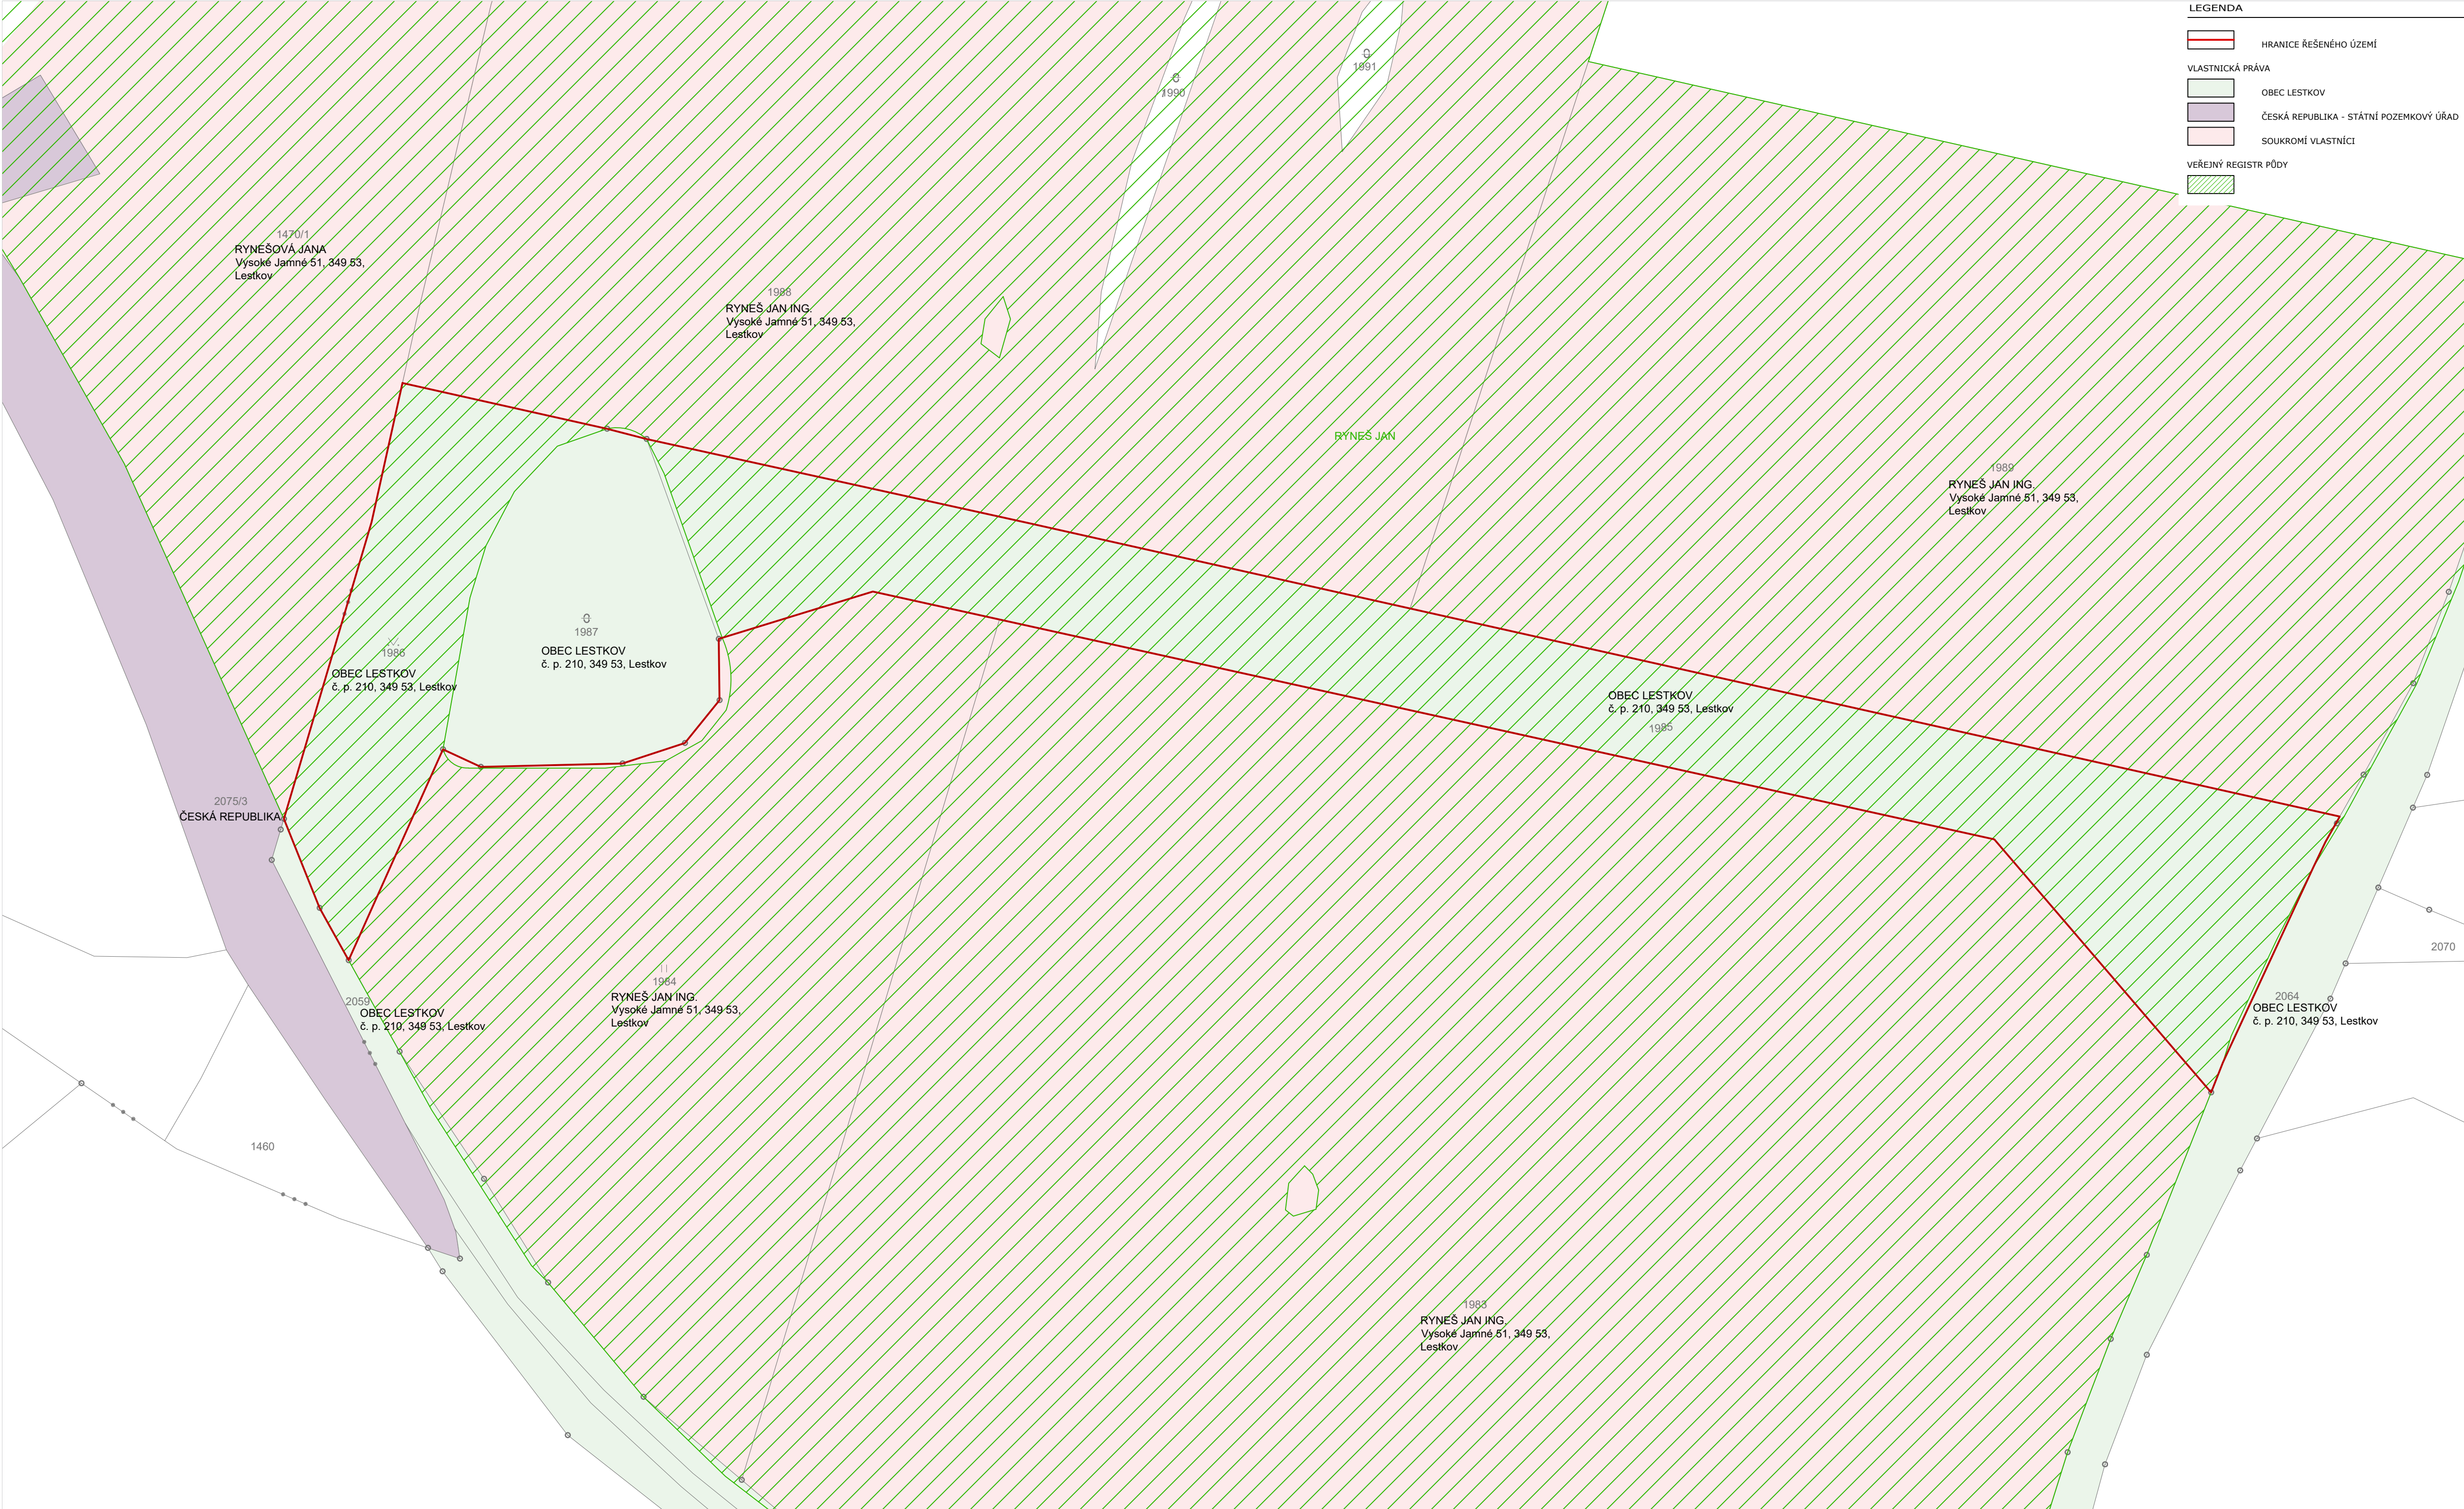 LEGENDA
HRANICE ŘEŠENÉHO ÚZEMÍ
VLASTNICKÁ PRÁVA
OBEC LESTKOV
ČESKÁ REPUBLIKA - STÁTNÍ POZEMKOVÝ ÚŘAD
SOUKROMÍ VLASTNÍCI
VEŘEJNÝ REGISTR PŮDY
1991
1990
1470/1
RYNEŠOVÁ JANA
Vysoké Jamné 51, 349 53,
Lestkov
1988
RYNEŠ JAN ING.
Vysoké Jamné 51, 349 53,
Lestkov
RYNEŠ JAN
1989
RYNEŠ JAN ING.
Vysoké Jamné 51, 349 53,
Lestkov
1987
OBEC LESTKOV
č. p. 210, 349 53, Lestkov
1986
OBEC LESTKOV
č. p. 210, 349 53, Lestkov
OBEC LESTKOV
č. p. 210, 349 53, Lestkov
1985
2075/3
ČESKÁ REPUBLIKA
2070
1984
RYNEŠ JAN ING.
Vysoké Jamné 51, 349 53,
Lestkov
2059
OBEC LESTKOV
č. p. 210, 349 53, Lestkov
2064
OBEC LESTKOV
č. p. 210, 349 53, Lestkov
1460
1983
RYNEŠ JAN ING.
Vysoké Jamné 51, 349 53,
Lestkov